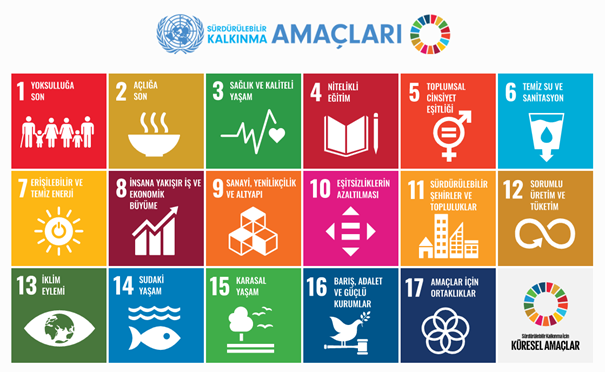 SÜRDÜRÜLEBİLİR
KALKINMA AMAÇLARI
1 YOKSULLUĞA
SON
2 AÇLIĞA
SON
3 SAĞLIK VE KALİTELİ
YAŞAM
4 NİTELİKLİ
EĞİTİM
5 TOPLUMSAL
CİNSİYET
EŞİTLİĞİ
6 TEMİZ SU VE
SANİTASYON
7 ERİŞİLEBİLİR VE
TEMİZ ENERJİ
8 İNSANA YAKIŞIR İŞ VE
EKONOMİK
BÜYÜME
9 SANAYİ, YENİLİKÇİLİK
VE ALTYAPI
10 EŞİTSİZLİKLERİN
AZALTILMASI
11 SÜRDÜRÜLEBİLİR
ŞEHİRLER VE
TOPLULUKLAR
12 SORUMLU
ÜRETİM VE
TÜKETİM
13 İKLİM
EYLEMİ
14 SUDAKİ
YAŞAM
15 KARASAL
YAŞAM
16 BARIŞ, ADALET
VE GÜÇLÜ
KURUMLAR
17 AMAÇLAR İÇİN
ORTAKLIKLAR
Sürdürülebilir Kalkınma İçin
KÜRESEL AMAÇLAR